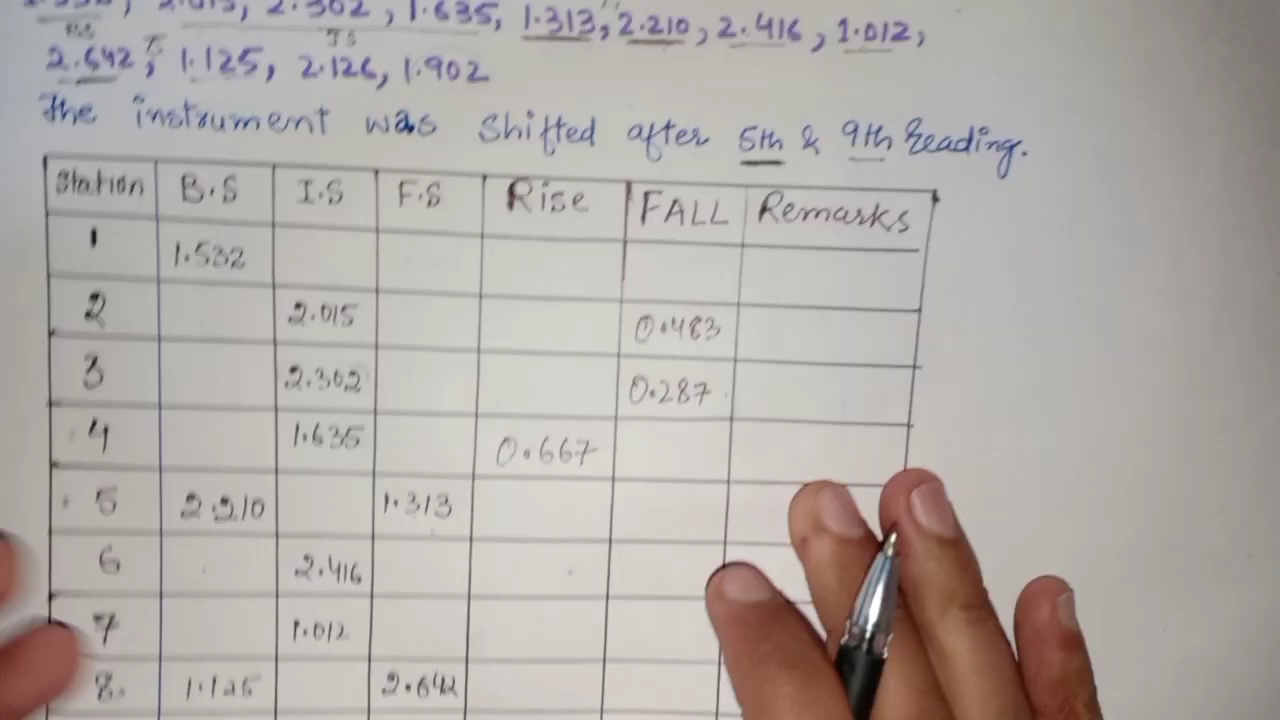 2.302, 1.635, 1.313, 2.210, 2.416, 1.012,
2.642, 1.125, 2.126, 1.902
The instrument was shifted after 5th & 9th reading.
Station B.S I.S F.S Rise FALL Remarks
1 1.532
2 2.015 0.483
3 2.302 0.287
4 1.635 0.667
5 2.210 1.313
6 2.416
7 1.012
8 1.125 2.642